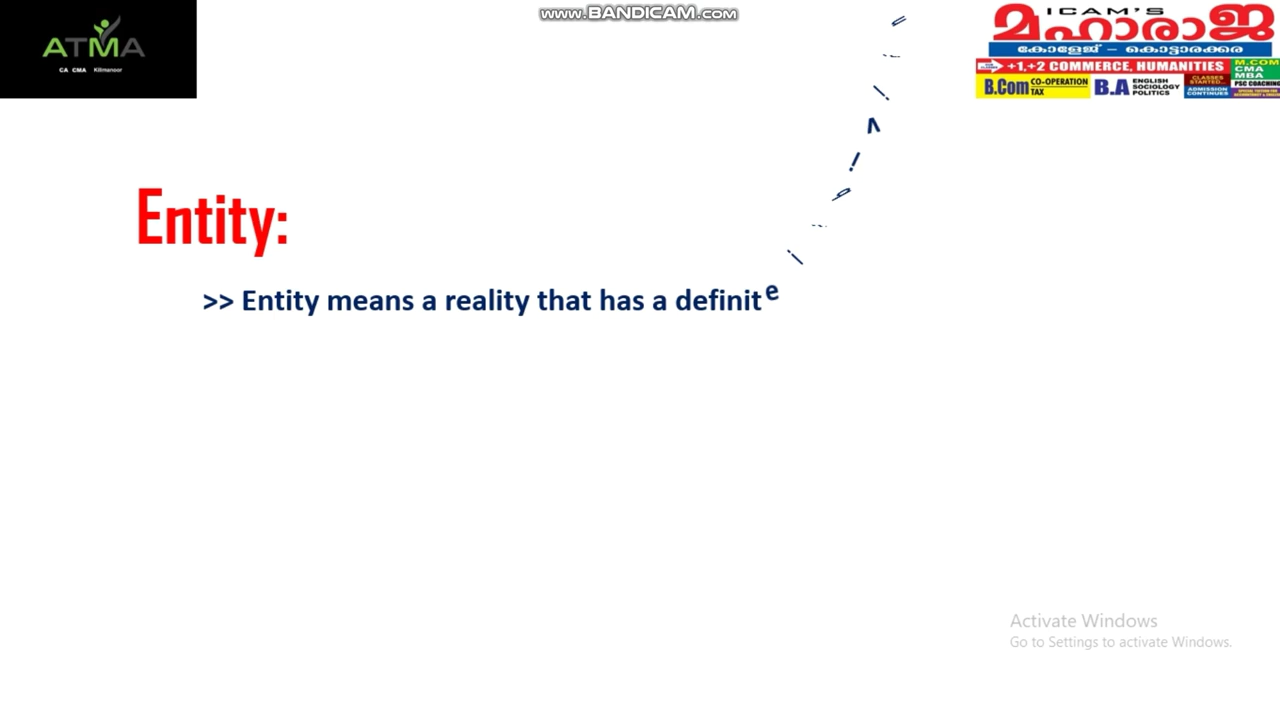 www.BANDICAM.com
ATMA
CA CMA Kilimanoor
ICAM'S
മഹാരാജ
കോളേജ് - കൊട്ടാരക്കര
+1,+2 COMMERCE, HUMANITIES
M.COM
CMA
MBA
PSC COACHING
B.Com CO-OPERATION
TAX
B.A ENGLISH
SOCIOLOGY
POLITICS
CLASSES
STARTED...
ADMISSION
CONTINUES
Entity:
>> Entity means a reality that has a definite
Activate Windows
Go to Settings to activate Windows.